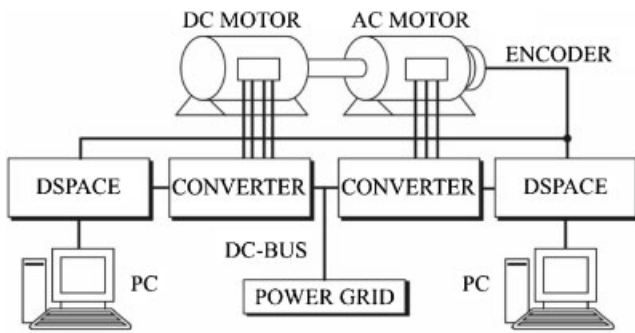 DC MOTOR
AC MOTOR
ENCODER
DSPACE
CONVERTER
CONVERTER
DSPACE
DC-BUS
PC
PC
POWER GRID